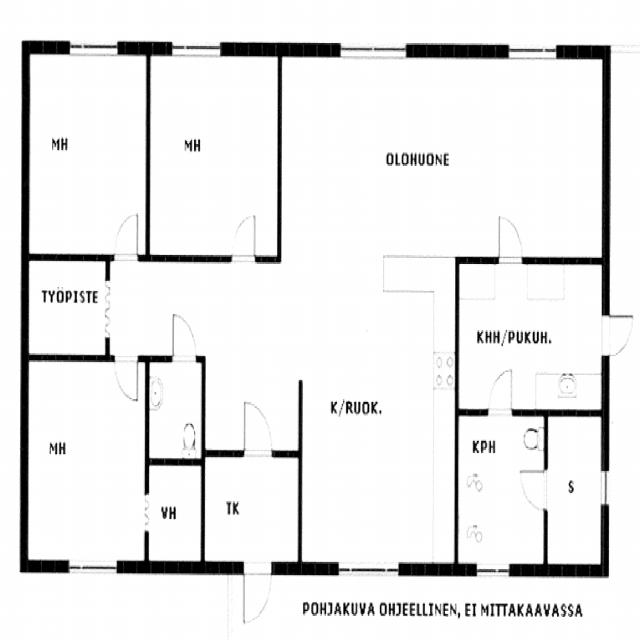 MH
MH
OLOHUONE
TYÖPISTE
KHH/PUKUH.
K/RUOK.
MH
KPH
S
VH
TK
POHJAKUVA OHJEELLINEN, EI MITTAKAAVASSA